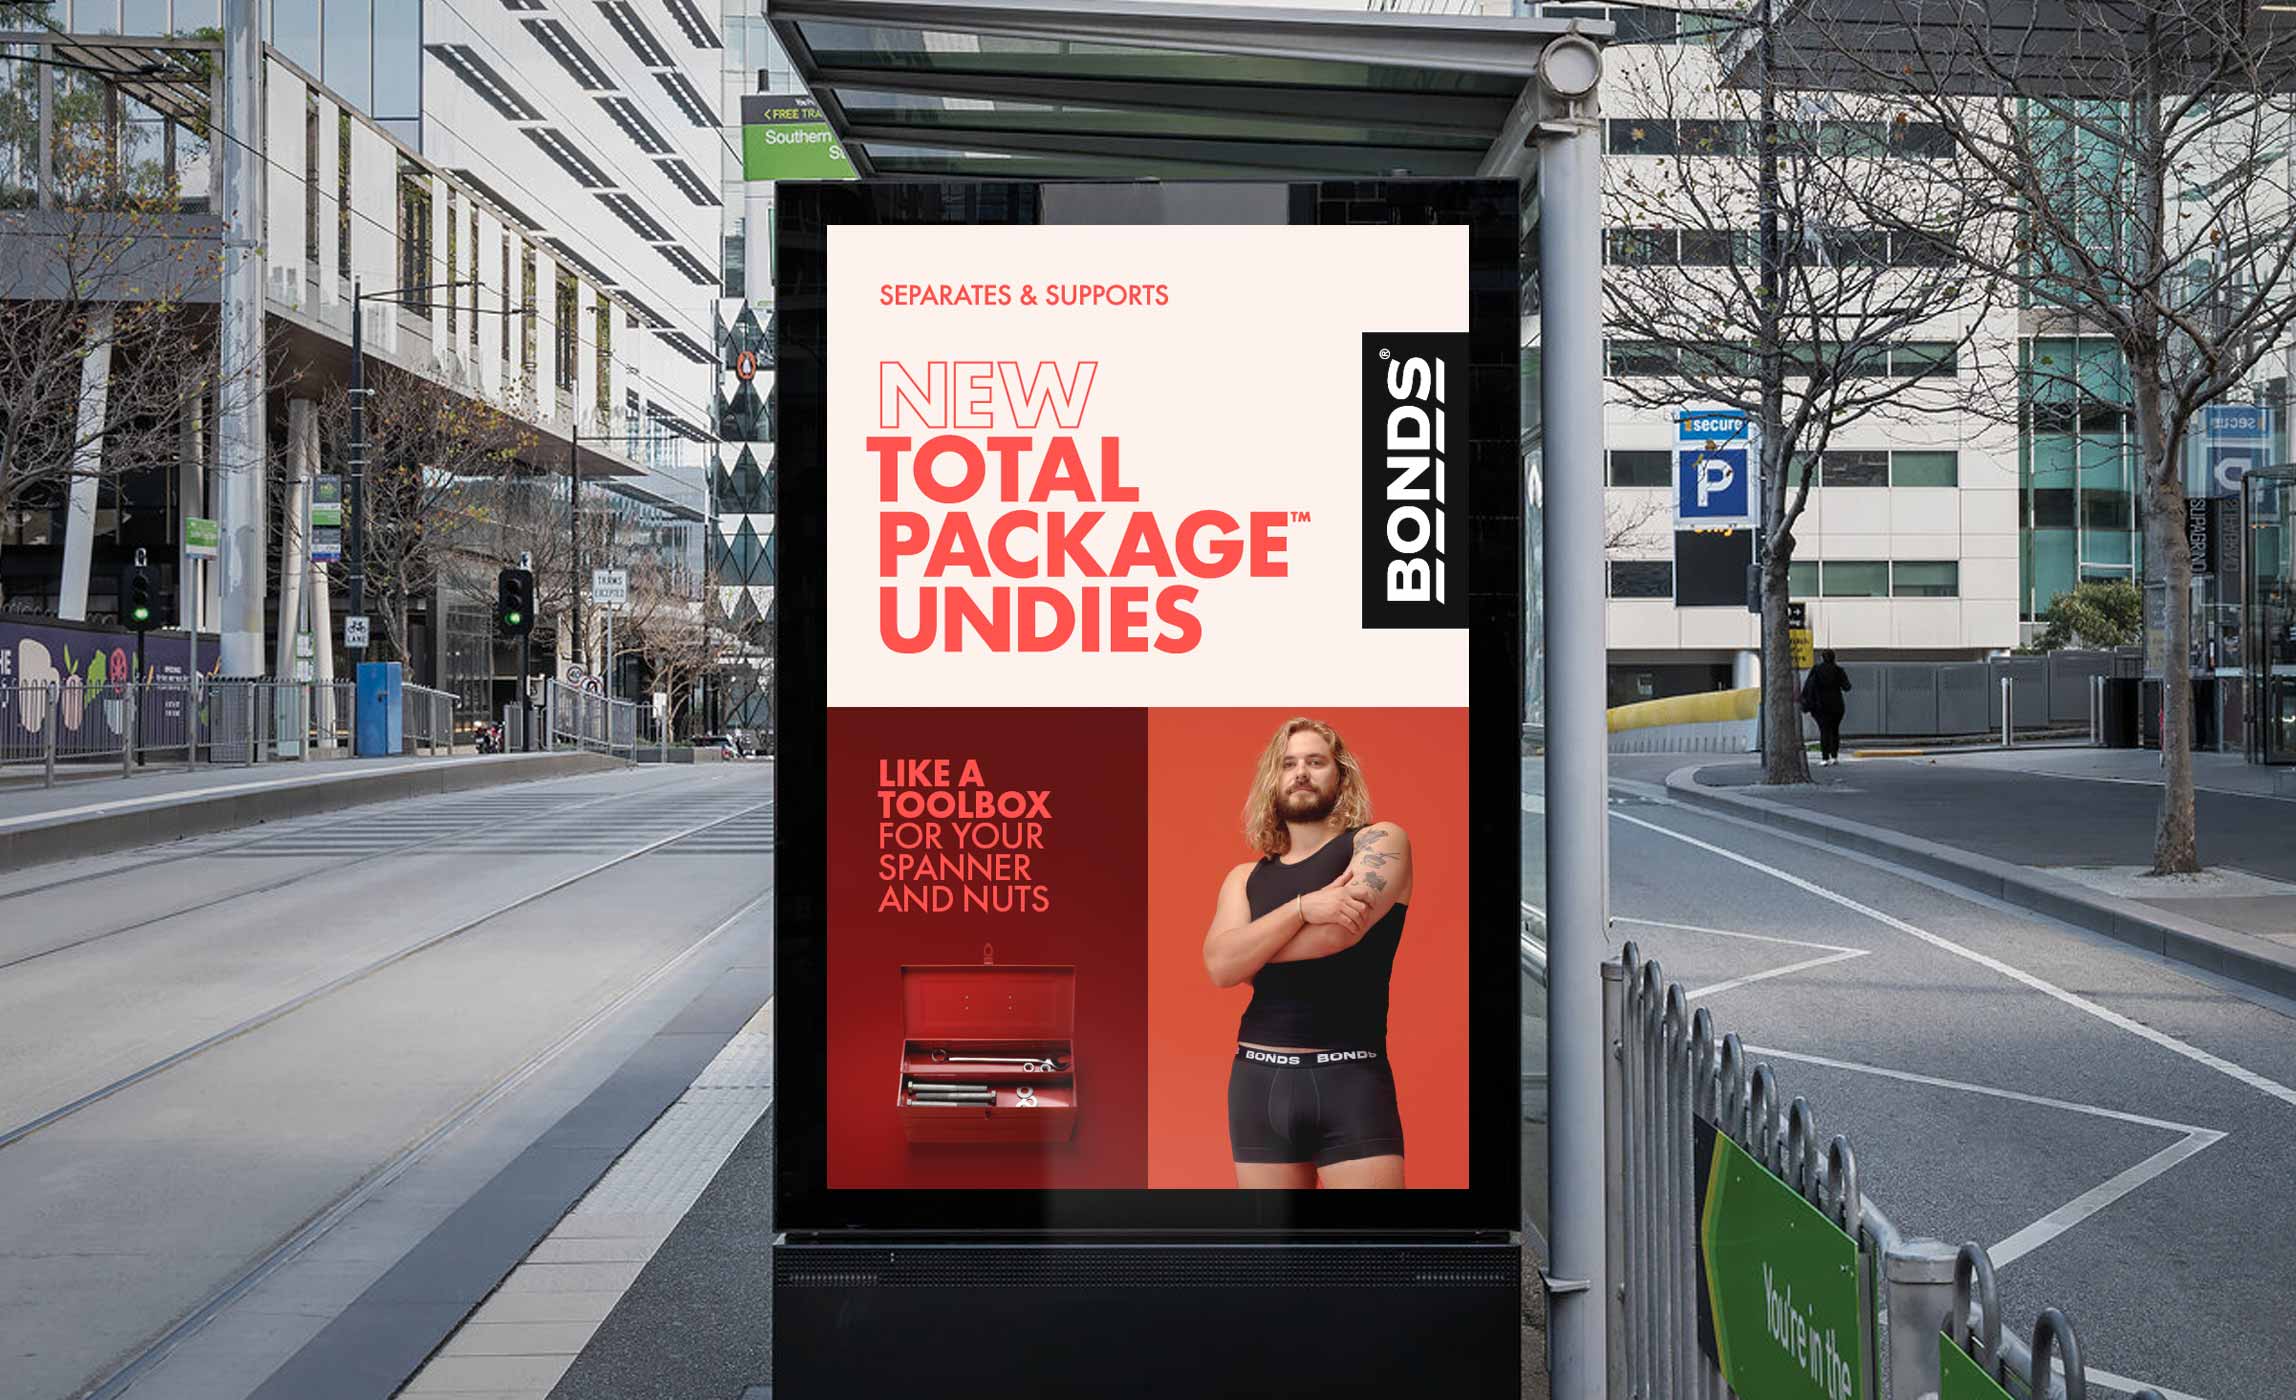 SEPARATES & SUPPORTS
NEW
TOTAL
PACKAGE™
UNDIES
BONDS®
LIKE A
TOOLBOX
FOR YOUR
SPANNER
AND NUTS
BONDS BONDS
< FREE TRA
Southern
secure
P
TRAMS
EXCEPTED
LANE
You're in the